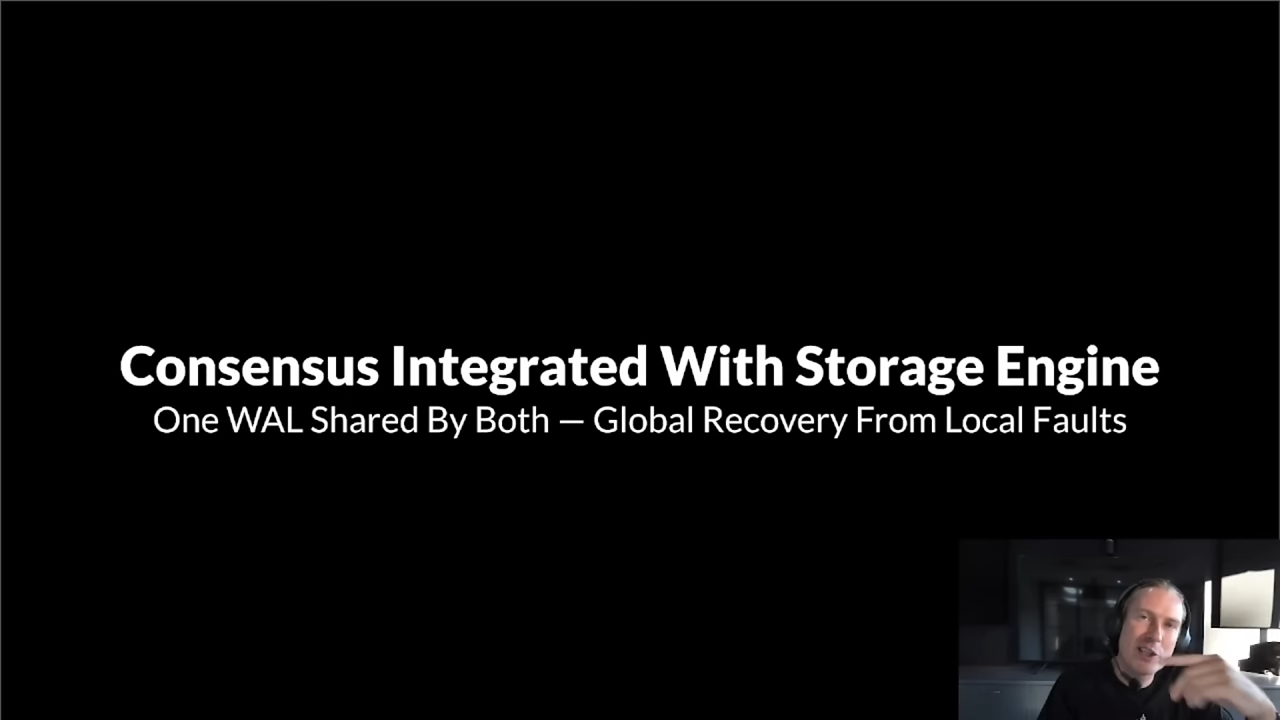 Consensus Integrated With Storage Engine
One WAL Shared By Both — Global Recovery From Local Faults